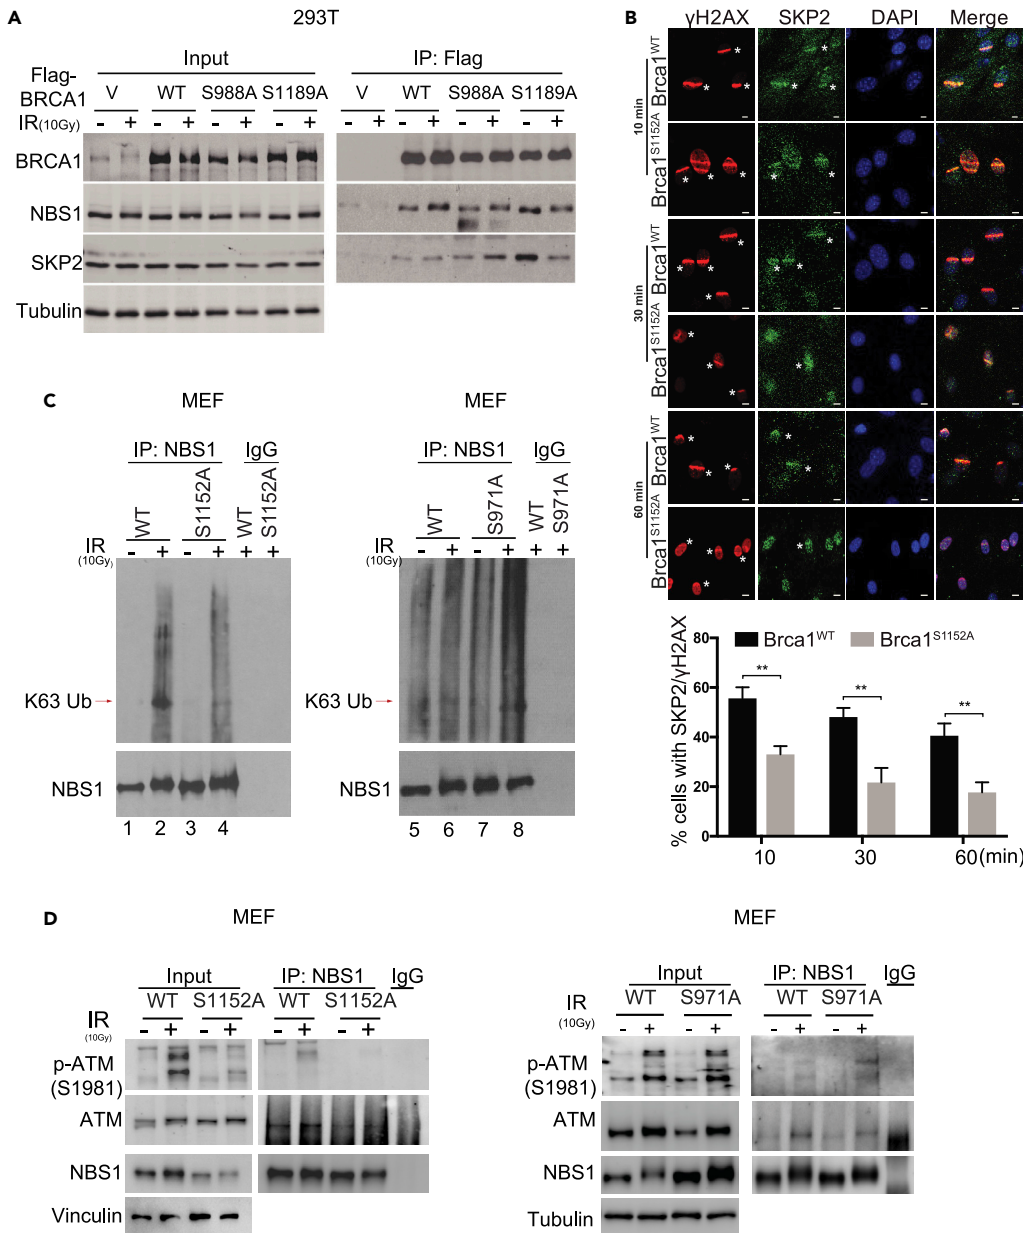 A
293T
Input
IP: Flag
Flag-
BRCA1
V WT S988A S1189A
V WT S988A S1189A
IR(10Gy) - + - + - + - +
- + - + - + - +
BRCA1
NBS1
SKP2
Tubulin
B
γH2AX SKP2 DAPI Merge
10 min
Brca1WT
Brca1S1152A
30 min
Brca1WT
Brca1S1152A
60 min
Brca1WT
Brca1S1152A
% cells with SKP2/γH2AX
80
60
40
20
0
Brca1WT Brca1S1152A
** ** **
10 30 60(min)
C
MEF
IP: NBS1 IgG
WT S1152A WT S1152A
IR (10Gy) - + - + + +
K63 Ub
NBS1
1 2 3 4
MEF
IP: NBS1 IgG
WT S971A WT S971A
IR (10Gy) - + - + + +
K63 Ub
NBS1
5 6 7 8
D
MEF
Input IP: NBS1 IgG
WT S1152A WT S1152A
IR (10Gy) - + - + - + - +
p-ATM
(S1981)
ATM
NBS1
Vinculin
MEF
Input IP: NBS1 IgG
WT S971A WT S971A
IR (10Gy) - + - + - + - +
p-ATM
(S1981)
ATM
NBS1
Tubulin